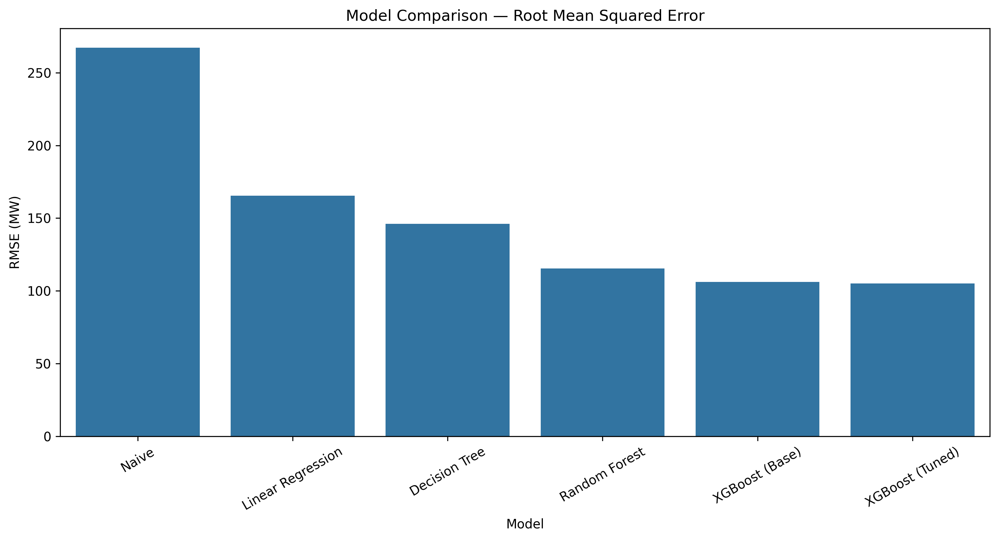 Model Comparison — Root Mean Squared Error
RMSE (MW)
250
200
150
100
50
0
Naive
Linear Regression
Decision Tree
Random Forest
XGBoost (Base)
XGBoost (Tuned)
Model